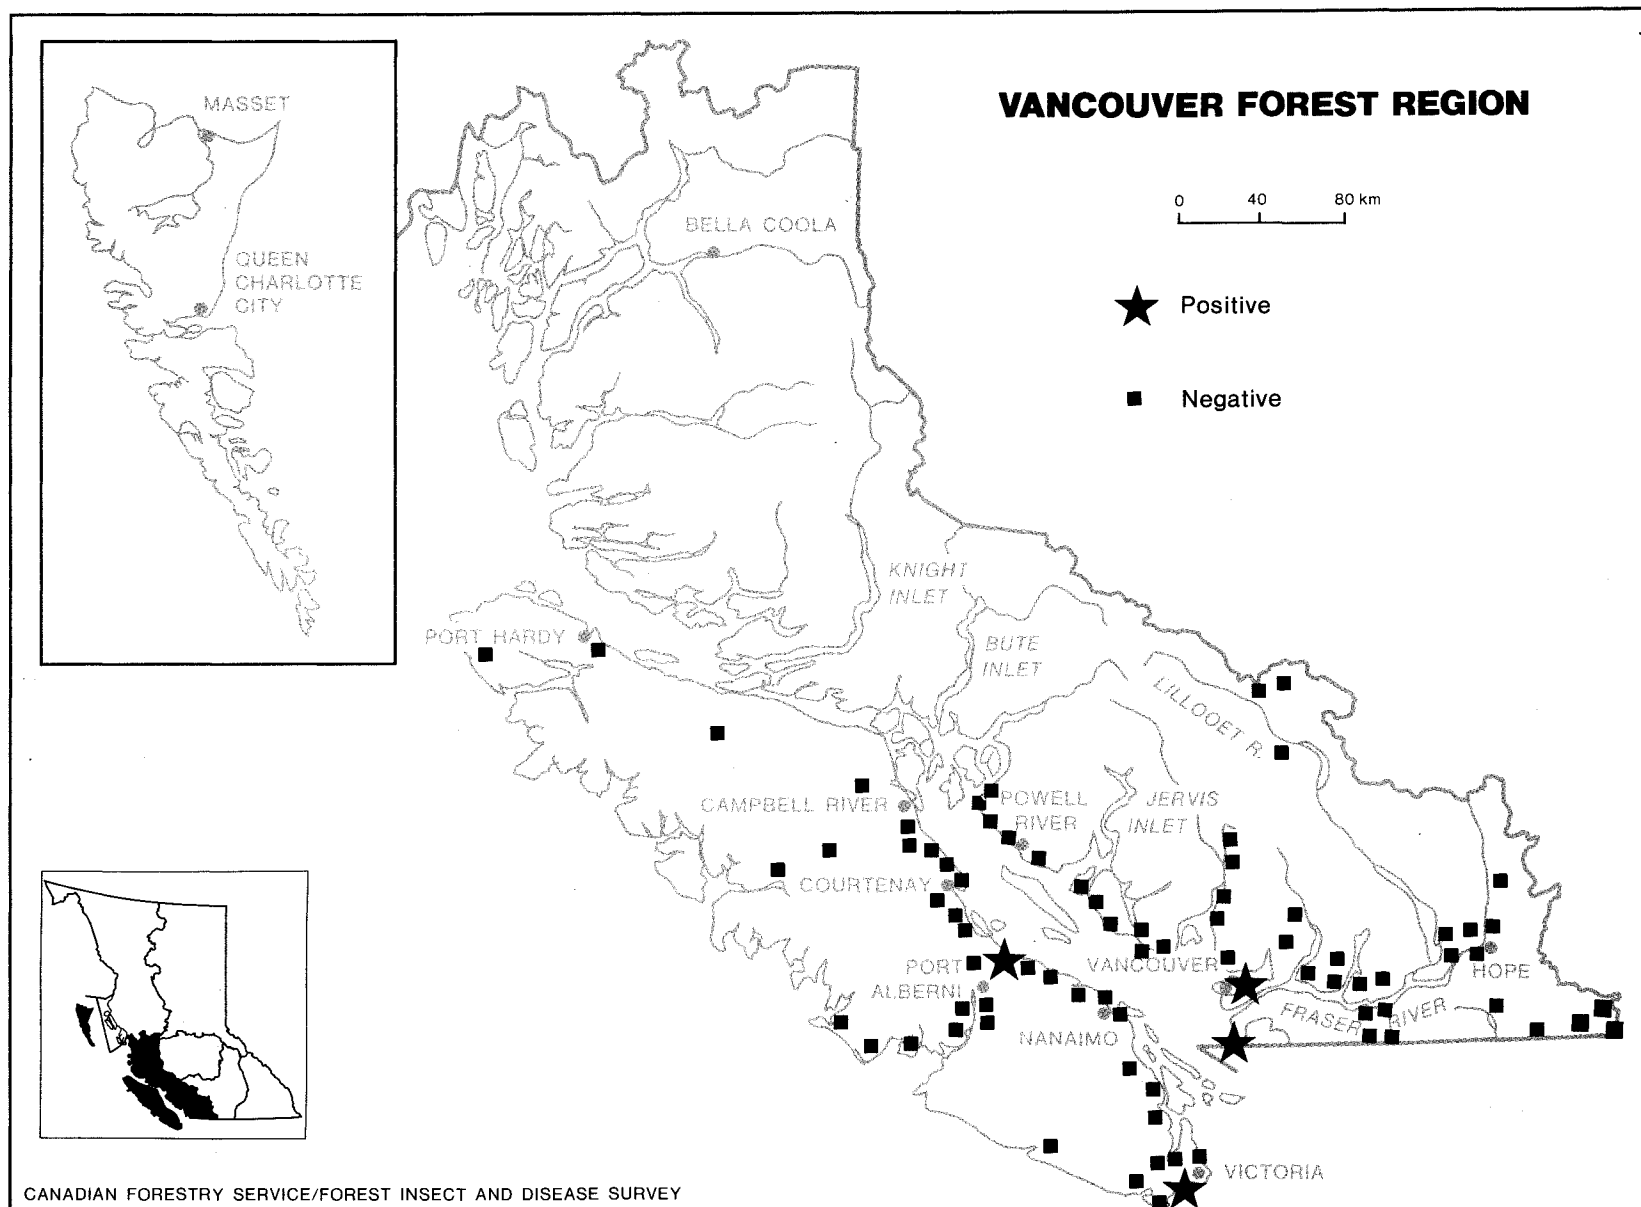 VANCOUVER FOREST REGION
0 40 80 km
Positive
Negative
MASSET
QUEEN
CHARLOTTE
CITY
BELLA COOLA
KNIGHT
INLET
PORT HARDY
BUTE
INLET
LILLOOET R.
CAMPBELL RIVER
POWELL
RIVER
JERVIS
INLET
COURTENAY
PORT
ALBERNI
VANCOUVER
HOPE
FRASER RIVER
NANAIMO
VICTORIA
CANADIAN FORESTRY SERVICE/FOREST INSECT AND DISEASE SURVEY